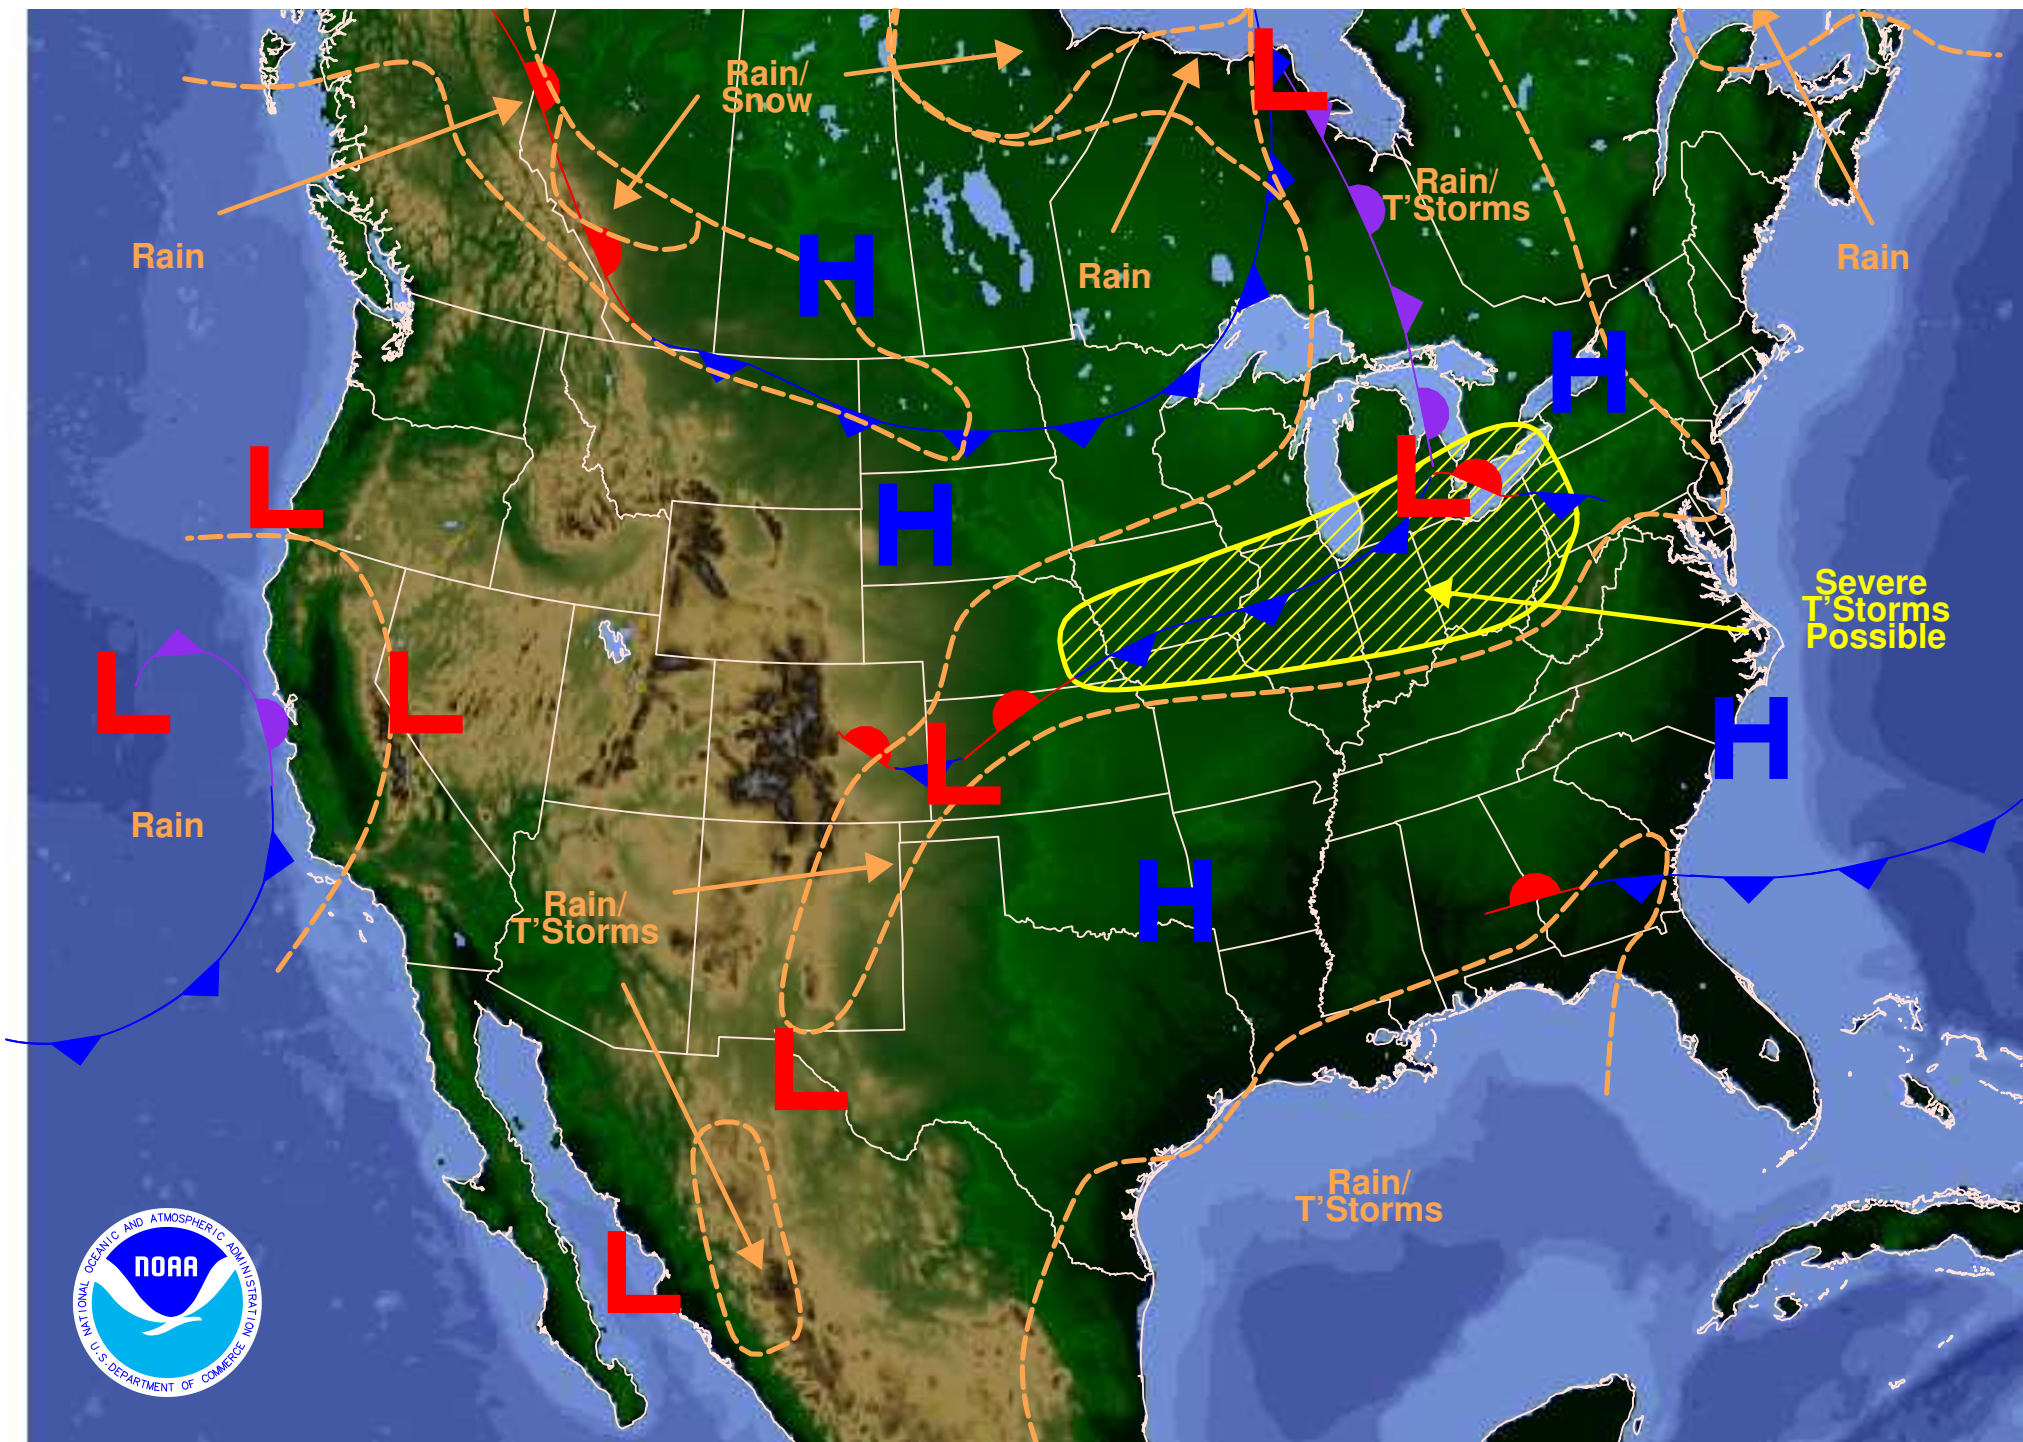 L
Rain/
Snow
Rain/
T'Storms
Rain
H
Rain
Rain
H
L
L
H
Severe
T'Storms
Possible
L
L
H
L
Rain
H
Rain/
T'Storms
L
Rain/
T'Storms
L
NATIONAL OCEANIC AND ATMOSPHERIC ADMINISTRATION
NOAA
U.S. DEPARTMENT OF COMMERCE